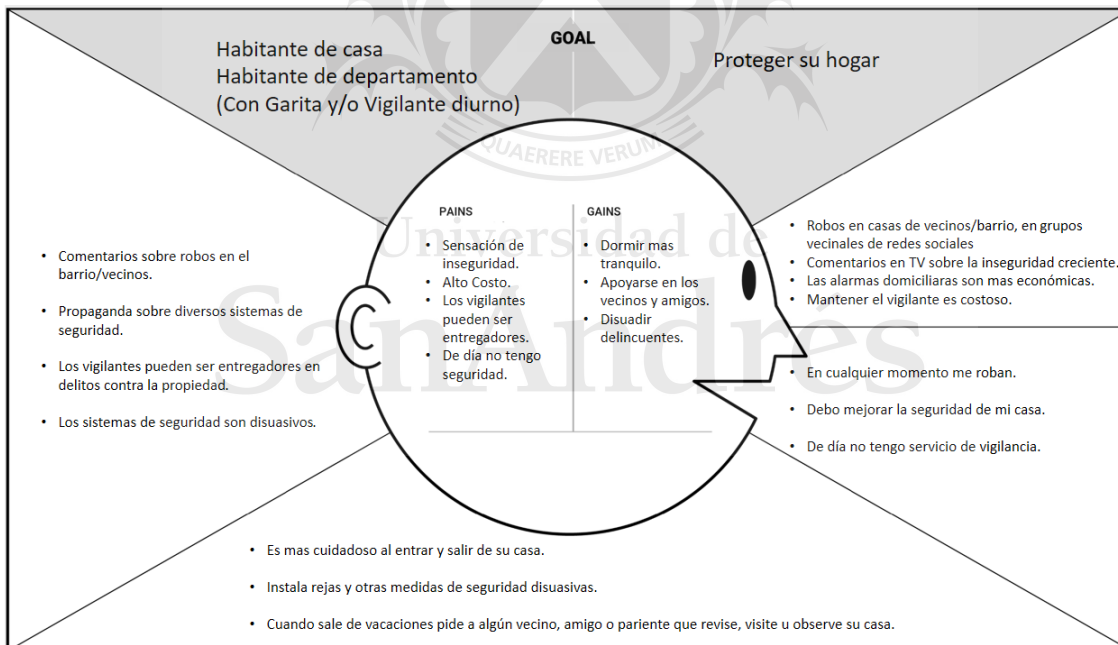 GOAL
Habitante de casa
Habitante de departamento
(Con Garita y/o Vigilante diurno)
Proteger su hogar
QUAERERE VERUM
Universidad de
SanAndrés
PAINS
• Sensación de
inseguridad.
• Alto Costo.
• Los vigilantes
pueden ser
entregadores.
• De día no tengo
seguridad.
GAINS
• Dormir mas
tranquilo.
• Apoyarse en los
vecinos y amigos.
• Disuadir
delincuentes.
• Comentarios sobre robos en el
barrio/vecinos.
• Propaganda sobre diversos sistemas de
seguridad.
• Los vigilantes pueden ser entregadores en
delitos contra la propiedad.
• Los sistemas de seguridad son disuasivos.
• Robos en casas de vecinos/barrio, en grupos
vecinales de redes sociales
• Comentarios en TV sobre la inseguridad creciente.
• Las alarmas domiciliaras son mas económicas.
• Mantener el vigilante es costoso.
• En cualquier momento me roban.
• Debo mejorar la seguridad de mi casa.
• De día no tengo servicio de vigilancia.
• Es mas cuidadoso al entrar y salir de su casa.
• Instala rejas y otras medidas de seguridad disuasivas.
• Cuando sale de vacaciones pide a algún vecino, amigo o pariente que revise, visite u observe su casa.